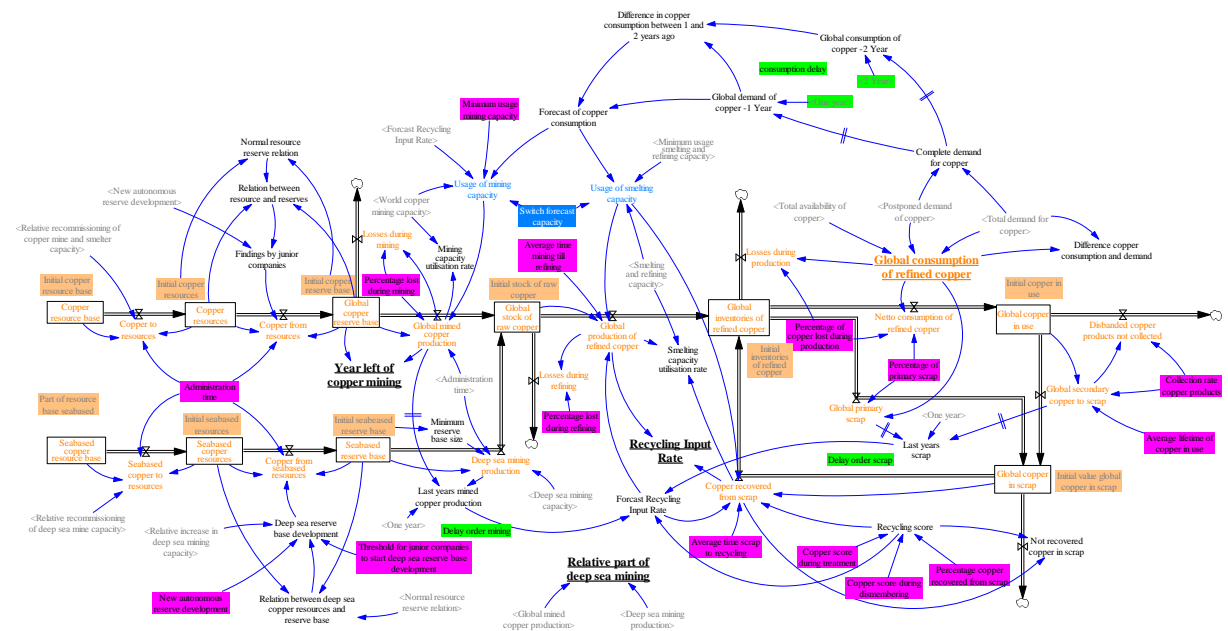 Difference in copper
consumption between 1 and
2 years ago
Global consumption of
copper -2 Year
consumption delay
Global demand of
copper -1 Year
Minimum usage
mining capacity
Forecast of copper
consumption
<Forcast Recycling
Input Rate>
<Minimum usage
smelting and
refining capacity>
Complete demand
for copper
Normal resource
reserve relation
<New autonomous
reserve development>
Relation between
resource and reserves
Usage of mining
capacity
Usage of smelting
capacity
<World copper
mining capacity>
Switch forecast
capacity
<Total availability of
copper>
<Postponed demand
of copper>
<Total demand for
copper>
<Relative recommissioning of
copper mine and smelter
capacity>
Findings by junior
companies
Losses during
mining
Mining
capacity
utilisation rate
Average time
mining till
refining
<Smelting
and refining
capacity>
Losses during
production
Global consumption
of refined copper
Difference copper
consumption and demand
Initial copper
resource base
Initial copper
resources
Initial copper
reserve base
Percentage lost
during mining
Initial stock of raw
copper
Initial copper in
use
Copper
resource base
Copper to
resources
Copper
resources
Copper from
resources
Global
copper
reserve base
Global mined
copper
production
Global
stock of
raw copper
Global
production of
refined copper
Global
inventories of
refined copper
Percentage of
copper lost during
production
Netto consumption of
refined copper
Global copper
in use
Disbanded copper
products not collected
Year left of
copper mining
Smelting
capacity
utilisation rate
Initial
inventories
of refined
copper
Percentage of
primary scrap
Administration
time
<Administration
time>
Losses during
refining
Global secondary
copper to scrap
Collection rate
copper products
Part of resource
base seabased
Initial seabased
resources
Initial seabeased
reserve base
Minimum
reserve
base size
Percentage lost
during refining
Global primary
scrap
<One year>
Average lifetime of
copper in use
Seabased
copper
resource base
Seabased
copper to
resources
Seabased
copper
resources
Copper from
seabased
resources
Seabased
reserve base
Deep sea mining
production
Recycling Input
Rate
Last years
scrap
Delay order scrap
Global copper
in scrap
Initial value global
copper in scrap
<Relative recommissioning
of deep sea mine capacity>
<Relative increase in deep
sea mining capacity>
Deep sea reserve
base development
Last years mined
copper production
<One year>
Delay order mining
<Deep sea mining
capacity>
Forcast Recycling
Input Rate
Copper recovered
from scrap
Average time scrap
to recycling
Recycling score
Not recovered
copper in scrap
Threshold for junior companies
to start deep sea reserve base
development
Relative part of
deep sea mining
Copper score
during treatment
Copper score during
dismembering
Percentage copper
recovered from scrap
New autonomous
reserve development
Relation between deep sea
copper resources and
reserve base
<Normal resource
reserve relation>
<Global mined
copper production>
<Deep sea mining
production>